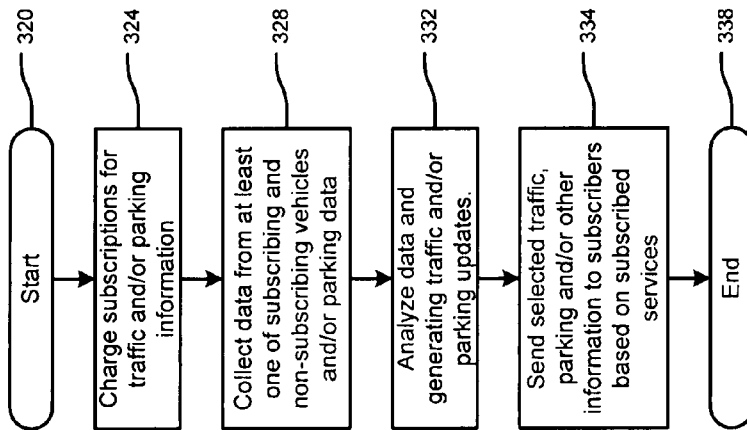 Start
320
Charge subscriptions for
traffic and/or parking
information
324
Collect data from at least
one of subscribing and
non-subscribing vehicles
and/or parking data
328
Analyze data and
generating traffic and/or
parking updates.
332
Send selected traffic,
parking and/or other
information to subscribers
based on subscribed
services
334
End
338